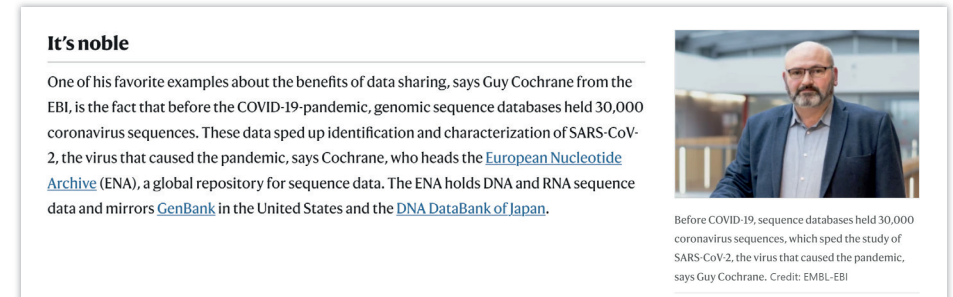 It's noble
One of his favorite examples about the benefits of data sharing, says Guy Cochrane from the
EBI, is the fact that before the COVID-19-pandemic, genomic sequence databases held 30,000
coronavirus sequences. These data sped up identification and characterization of SARS-CoV-
2, the virus that caused the pandemic, says Cochrane, who heads the European Nucleotide
Archive (ENA), a global repository for sequence data. The ENA holds DNA and RNA sequence
data and mirrors GenBank in the United States and the DNA DataBank of Japan.
Before COVID-19, sequence databases held 30,000
coronavirus sequences, which sped the study of
SARS-CoV-2, the virus that caused the pandemic,
says Guy Cochrane. Credit: EMBL-EBI